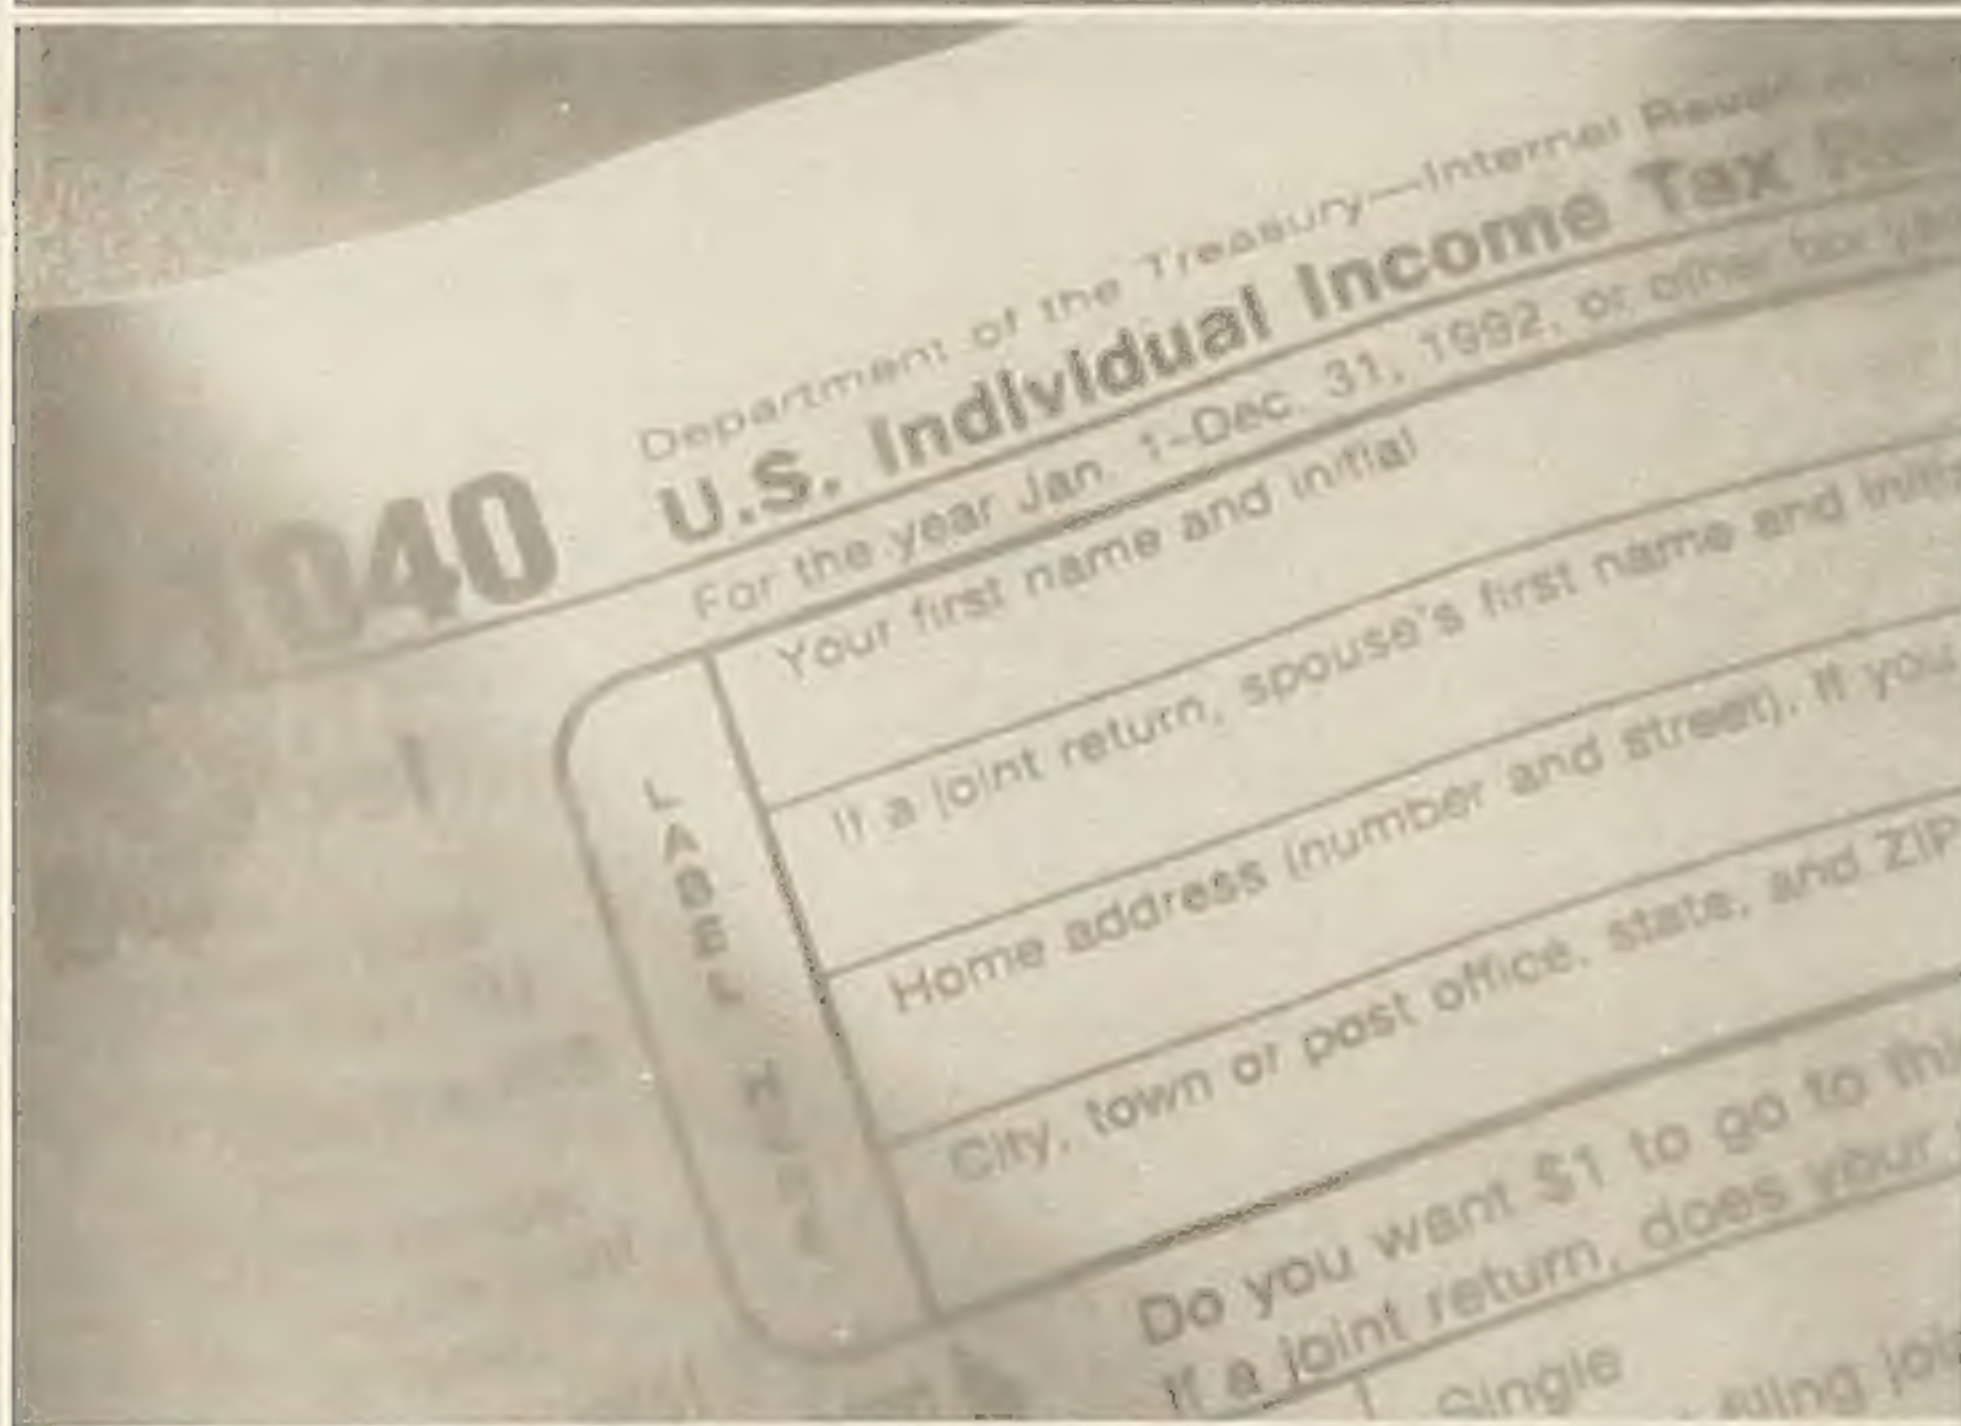 Department of the Treasury—Internal
040
U.S. Individual Income Tax
For the year Jan. 1–Dec. 31, 1992, or other tax
Your first name and initial
If a joint return, spouse's first name and
Home address (number and street). If you
City, town or post office, state, and ZIP
LABEL HERE
Do you want $1 to go to
If a joint return, does your
Single
filing